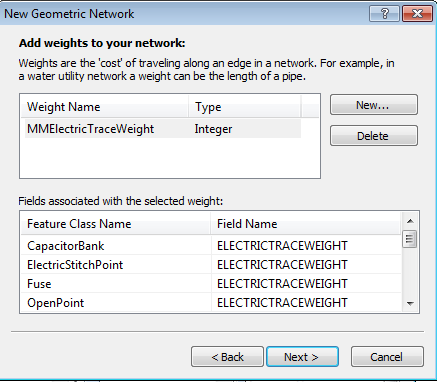 New Geometric Network
Add weights to your network:
Weights are the 'cost' of traveling along an edge in a network. For example, in
a water utility network a weight can be the length of a pipe.
Weight Name Type
MMElectricTraceWeight Integer
New...
Delete
Fields associated with the selected weight:
Feature Class Name Field Name
CapacitorBank ELECTRICTRACEWEIGHT
ElectricStitchPoint ELECTRICTRACEWEIGHT
Fuse ELECTRICTRACEWEIGHT
OpenPoint ELECTRICTRACEWEIGHT
< Back Next > Cancel